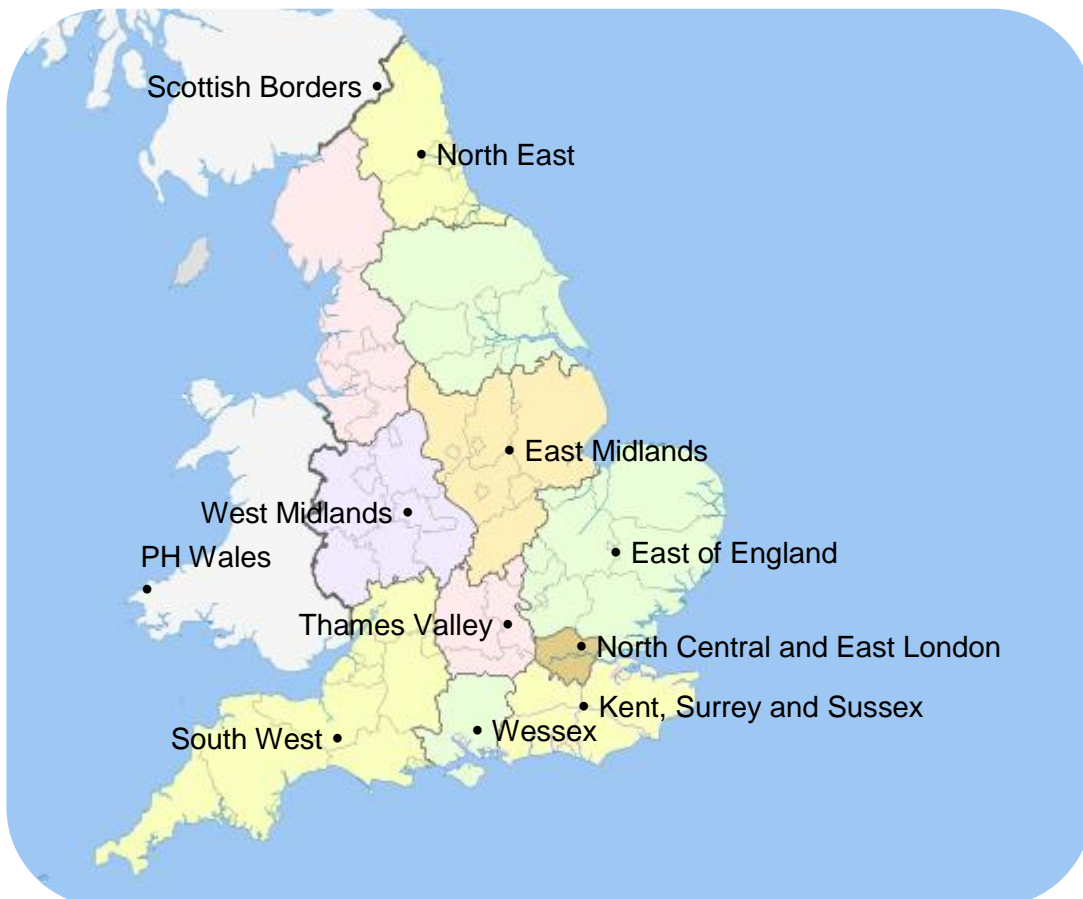 Scottish Borders
North East
East Midlands
West Midlands
East of England
PH Wales
Thames Valley
North Central and East London
Kent, Surrey and Sussex
Wessex
South West